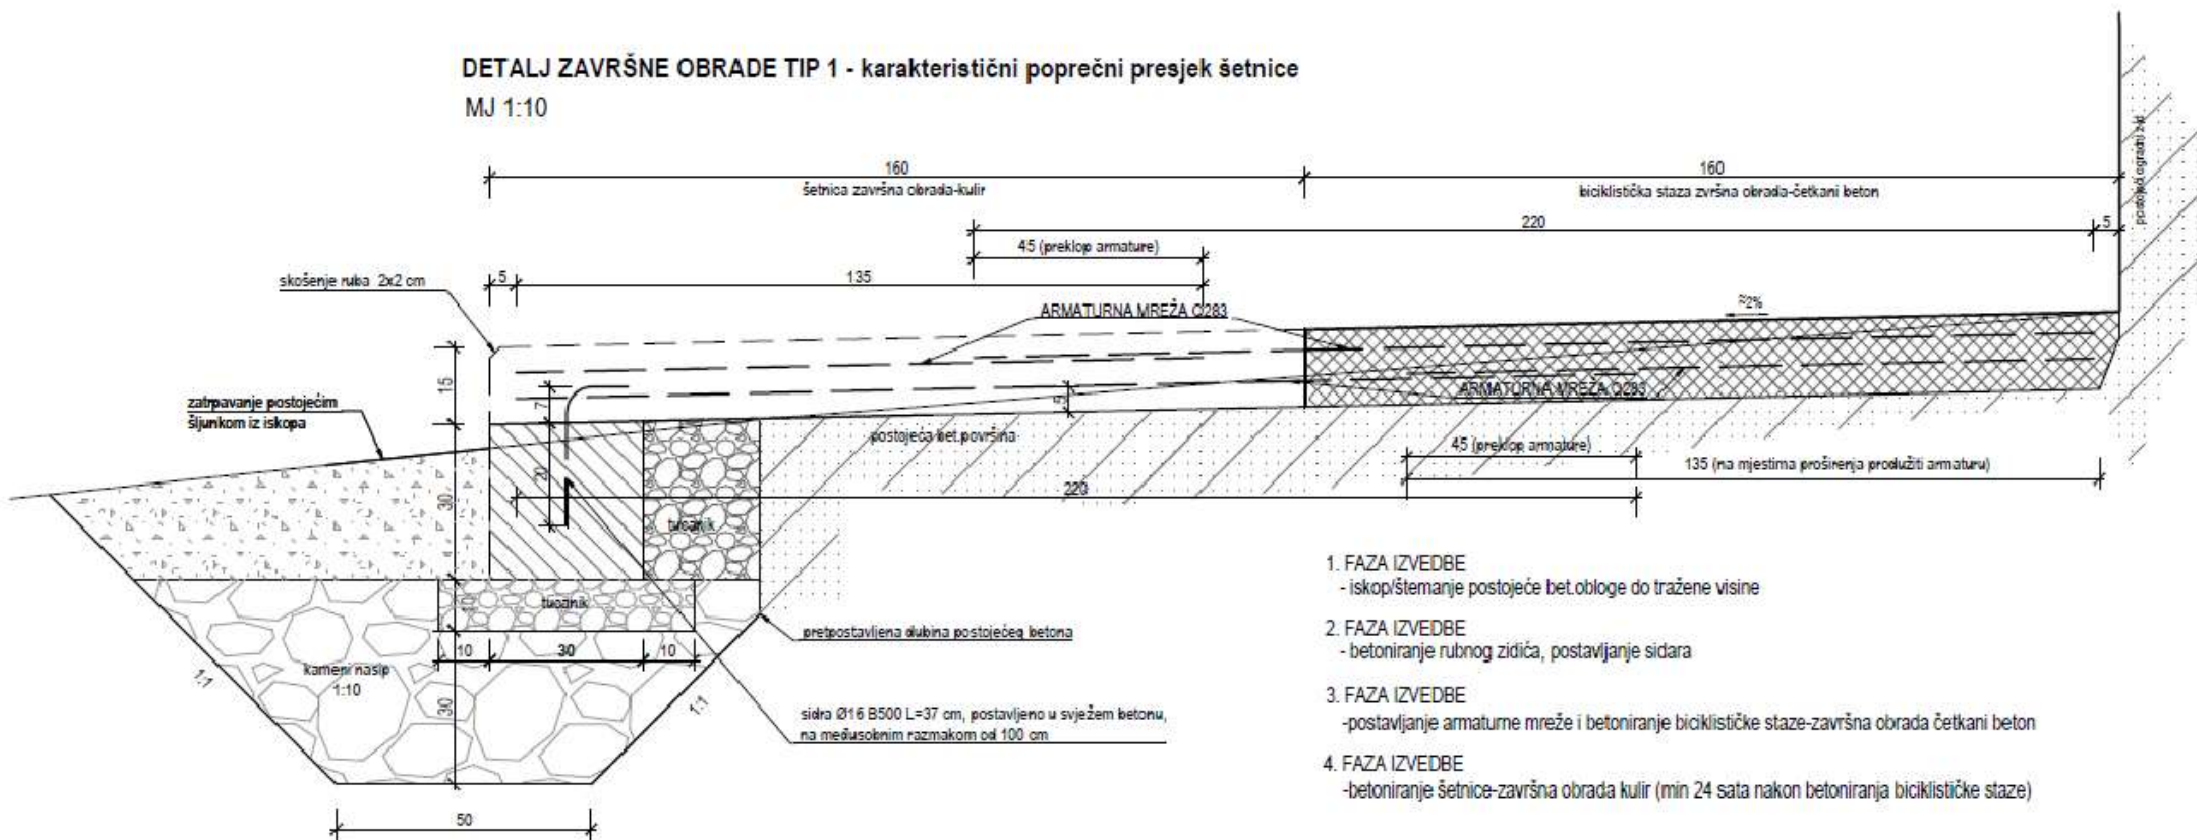 DETALJ ZAVRŠNE OBRADE TIP 1 - karakteristični poprečni presjek šetnice
MJ 1:10
160
160
šetnica završna obrada-kulir
biciklistička staza zvršna obrada-četkani beton
postojeći ogradni zid
220
5
45 (preklop armature)
5
135
skošenje ruba 2x2 cm
ARMATURNA MREŽA Q283
≈2%
15
7
5
ARMATURNA MREŽA Q283
zatrpavanje postojećim
šljunkom iz iskopa
postojeća bet.površina
45 (preklop armature)
135 (na mjestima proširenja produžiti armaturu)
20
30
220
tucanik
10
tucanik
pretpostavljena dubina postojećeg betona
10
30
10
kameni nasip
1:10
1:1
1:1
30
sidra Ø16 B500 L=37 cm, postavljeno u svježem betonu,
na međusobnim razmakom od 100 cm
50
1. FAZA IZVEDBE
- iskop/štemanje postojeće bet.obloge do tražene visine
2. FAZA IZVEDBE
- betoniranje rubnog zidića, postavljanje sidara
3. FAZA IZVEDBE
-postavljanje armaturne mreže i betoniranje biciklističke staze-završna obrada četkani beton
4. FAZA IZVEDBE
-betoniranje šetnice-završna obrada kulir (min 24 sata nakon betoniranja biciklističke staze)